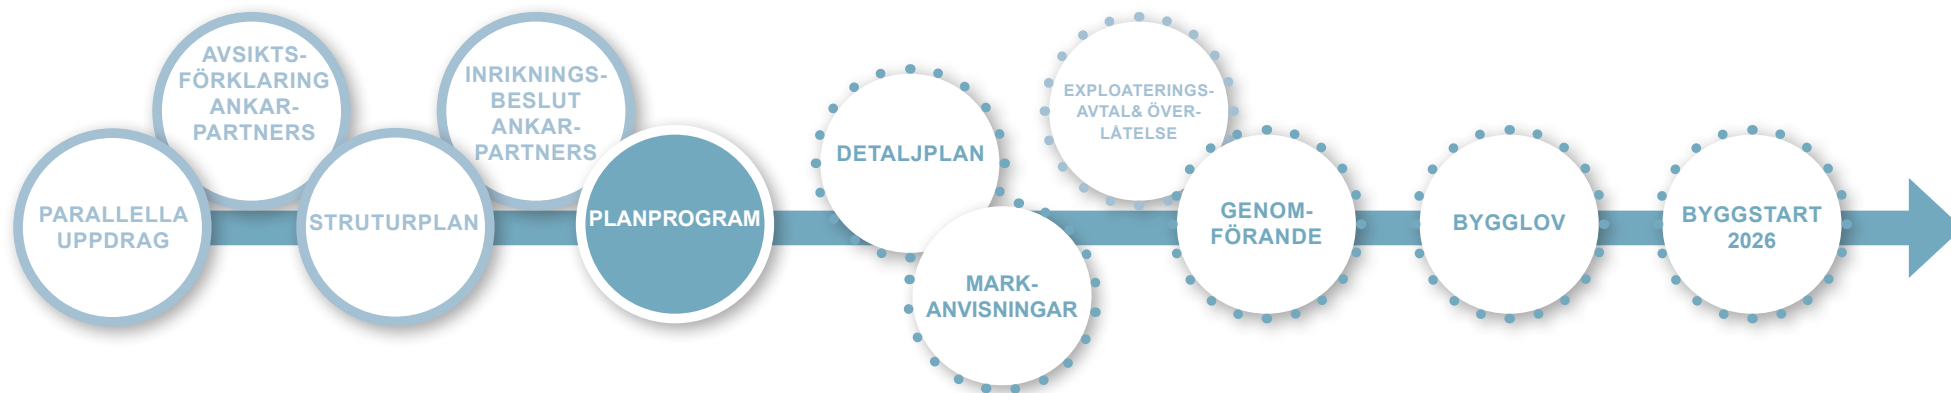 PARALLELA
UPPDRAG
AVSIKTS-
FÖRKLARING
ANKAR-
PARTNERS
STRUTURPLAN
INRIKNINGS-
BESLUT
ANKAR-
PARTNERS
PLANPROGRAM
DETALJPLAN
MARK-
ANVISNINGAR
EXPLOATERINGS-
AVTAL& ÖVER-
LÅTELSE
GENOM-
FÖRANDE
BYGGLOV
BYGGSTART
2026